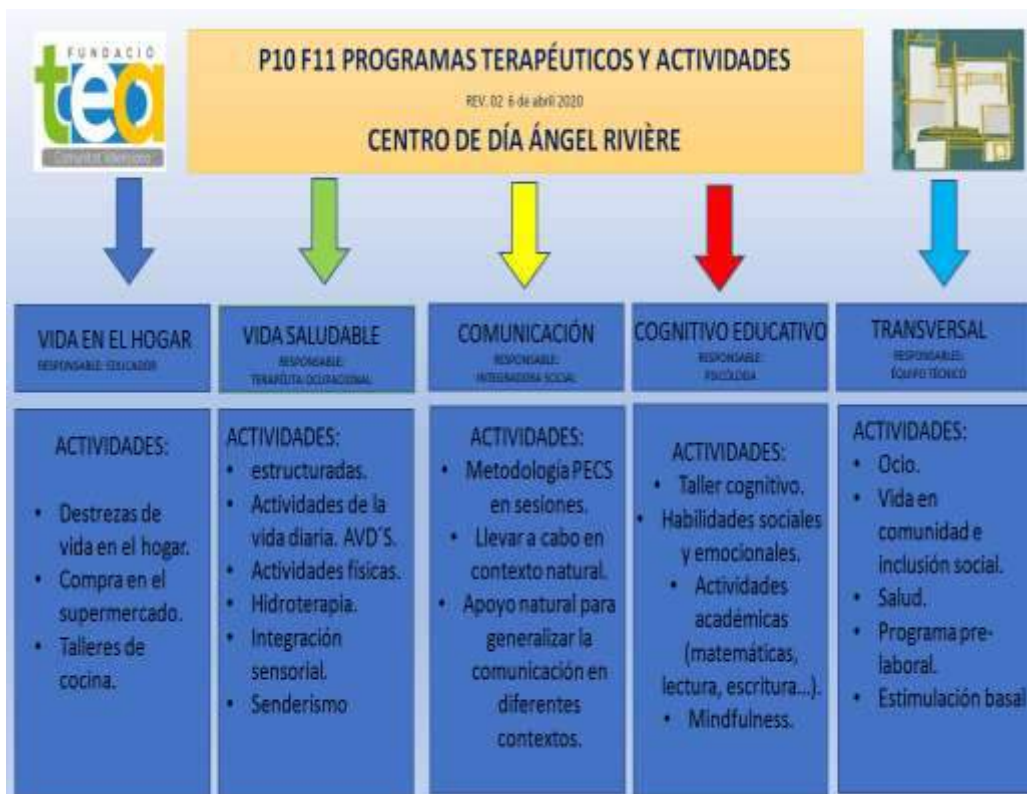 FUNDACIÓ
tea
Comunitat Valenciana
P10 F11 PROGRAMAS TERAPÉUTICOS Y ACTIVIDADES
REV. 02 6 de abril 2020
CENTRO DE DÍA ÁNGEL RIVIÈRE
VIDA EN EL HOGAR
RESPONSABLE: EDUCADOR
ACTIVIDADES:
• Destrezas de
vida en el hogar.
• Compra en el
supermercado.
• Talleres de
cocina.
VIDA SALUDABLE
RESPONSABLE:
TERAPEUTA OCUPACIONAL
ACTIVIDADES:
• estructuradas.
• Actividades de la
vida diaria. AVD´S.
• Actividades físicas.
• Hidroterapia.
• Integración
sensorial.
• Senderismo
COMUNICACIÓN
RESPONSABLE:
INTEGRADORA SOCIAL
ACTIVIDADES:
• Metodología PECS
en sesiones.
• Llevar a cabo en
contexto natural.
• Apoyo natural para
generalizar la
comunicación en
diferentes
contextos.
COGNITIVO EDUCATIVO
RESPONSABLE:
PSICÓLOGIA
ACTIVIDADES:
• Taller cognitivo.
• Habilidades sociales
y emocionales.
• Actividades
académicas
(matemáticas,
lectura, escritura...).
• Mindfulness.
TRANSVERSAL
RESPONSABLES:
EQUIPO TÉCNICO
ACTIVIDADES:
• Ocio.
• Vida en
comunidad e
inclusión social.
• Salud.
• Programa pre-
laboral.
• Estimulación basal